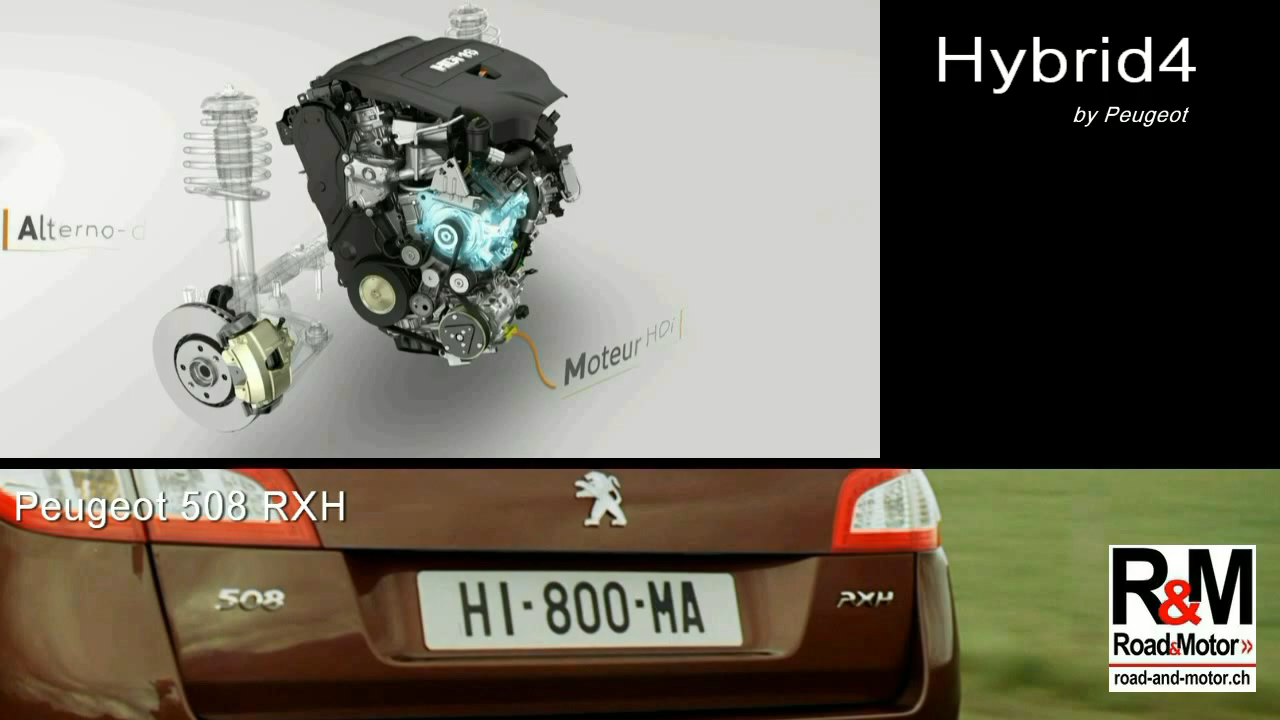 HDi
Hybrid4
by Peugeot
Alterno-d
Moteur HDi
Peugeot 508 RXH
508
HI-800-MA
RXH
R&M
Road&Motor»
road-and-motor.ch